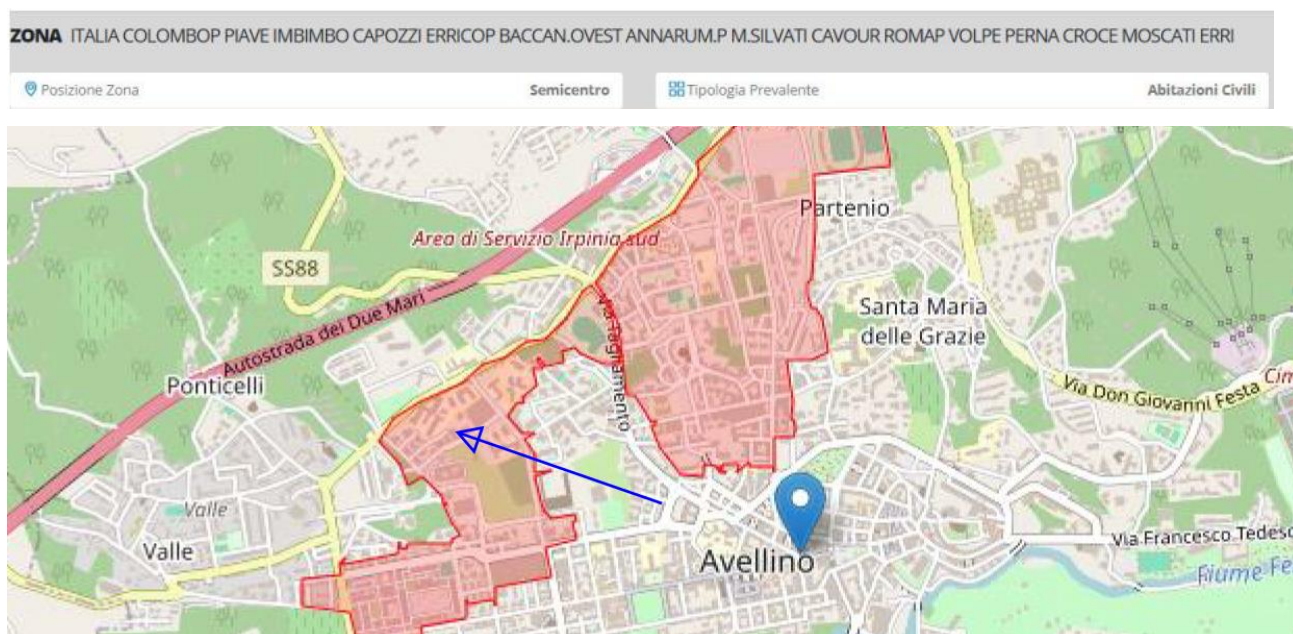 ZONA ITALIA COLOMBOP PIAVE IMBIMBO CAPOZZI ERRICOP BACCAN.OVEST ANNARUM.P M.SILVATI CAVOUR ROMAP VOLPE PERNA CROCE MOSCATI ERRI
Posizione Zona Semicentro Tipologia Prevalente Abitazioni Civili
Partenio
Area di Servizio Irpinia sud
SS88
Santa Maria
delle Grazie
Autostrada dei Due Mari
Ponticelli
Via Don Giovanni Festa
Cim
Valle
Valle
Avellino
Via Francesco Tedesc
Fiume Fe